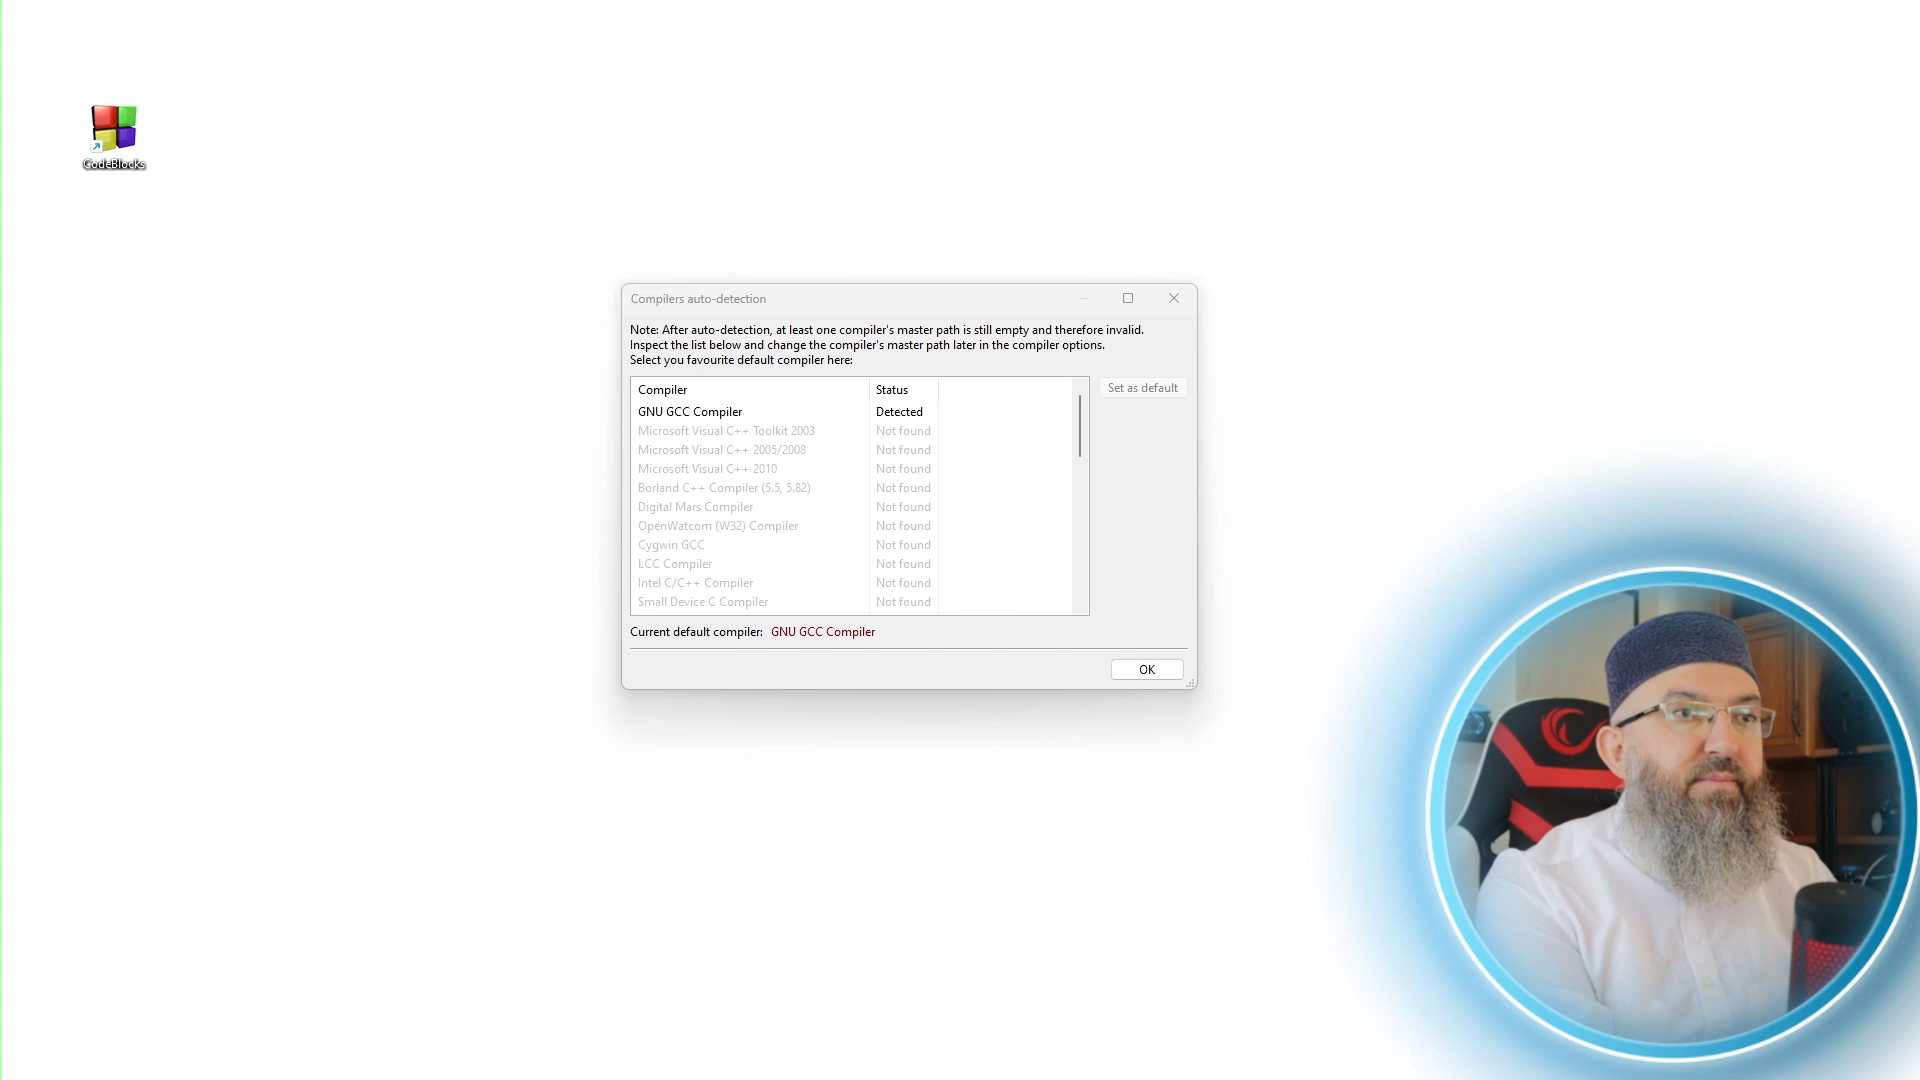 CodeBlocks
Compilers auto-detection
Note: After auto-detection, at least one compiler's master path is still empty and therefore invalid.
Inspect the list below and change the compiler's master path later in the compiler options.
Select you favourite default compiler here:
Compiler Status
Set as default
GNU GCC Compiler Detected
Microsoft Visual C++ Toolkit 2003 Not found
Microsoft Visual C++ 2005/2008 Not found
Microsoft Visual C++ 2010 Not found
Borland C++ Compiler (5.5, 5.82) Not found
Digital Mars Compiler Not found
OpenWatcom (W32) Compiler Not found
Cygwin GCC Not found
LCC Compiler Not found
Intel C/C++ Compiler Not found
Small Device C Compiler Not found
Current default compiler: GNU GCC Compiler
OK